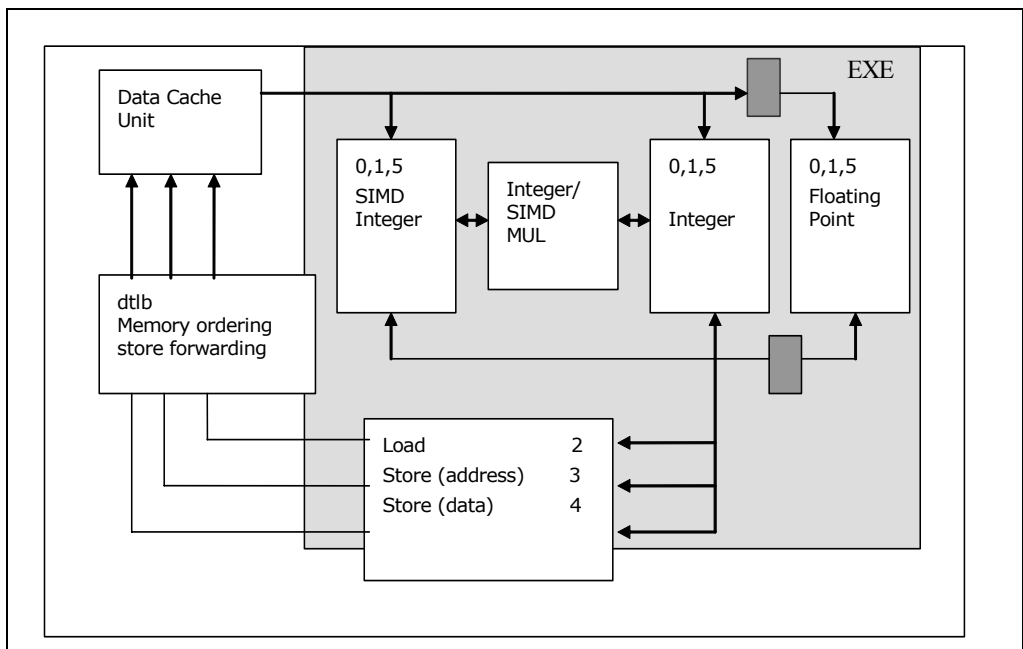 EXE
Data Cache
Unit
0,1,5
SIMD
Integer
Integer/
SIMD
MUL
0,1,5
Integer
0,1,5
Floating
Point
dtlb
Memory ordering
store forwarding
Load 2
Store (address) 3
Store (data) 4